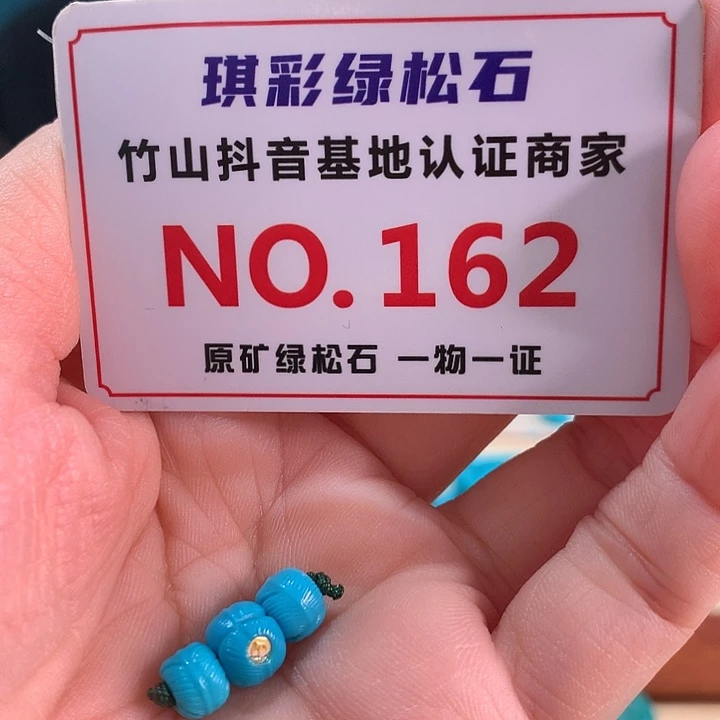 琪彩绿松石
竹山抖音基地认证商家
NO.162
原矿绿松石 一物一证